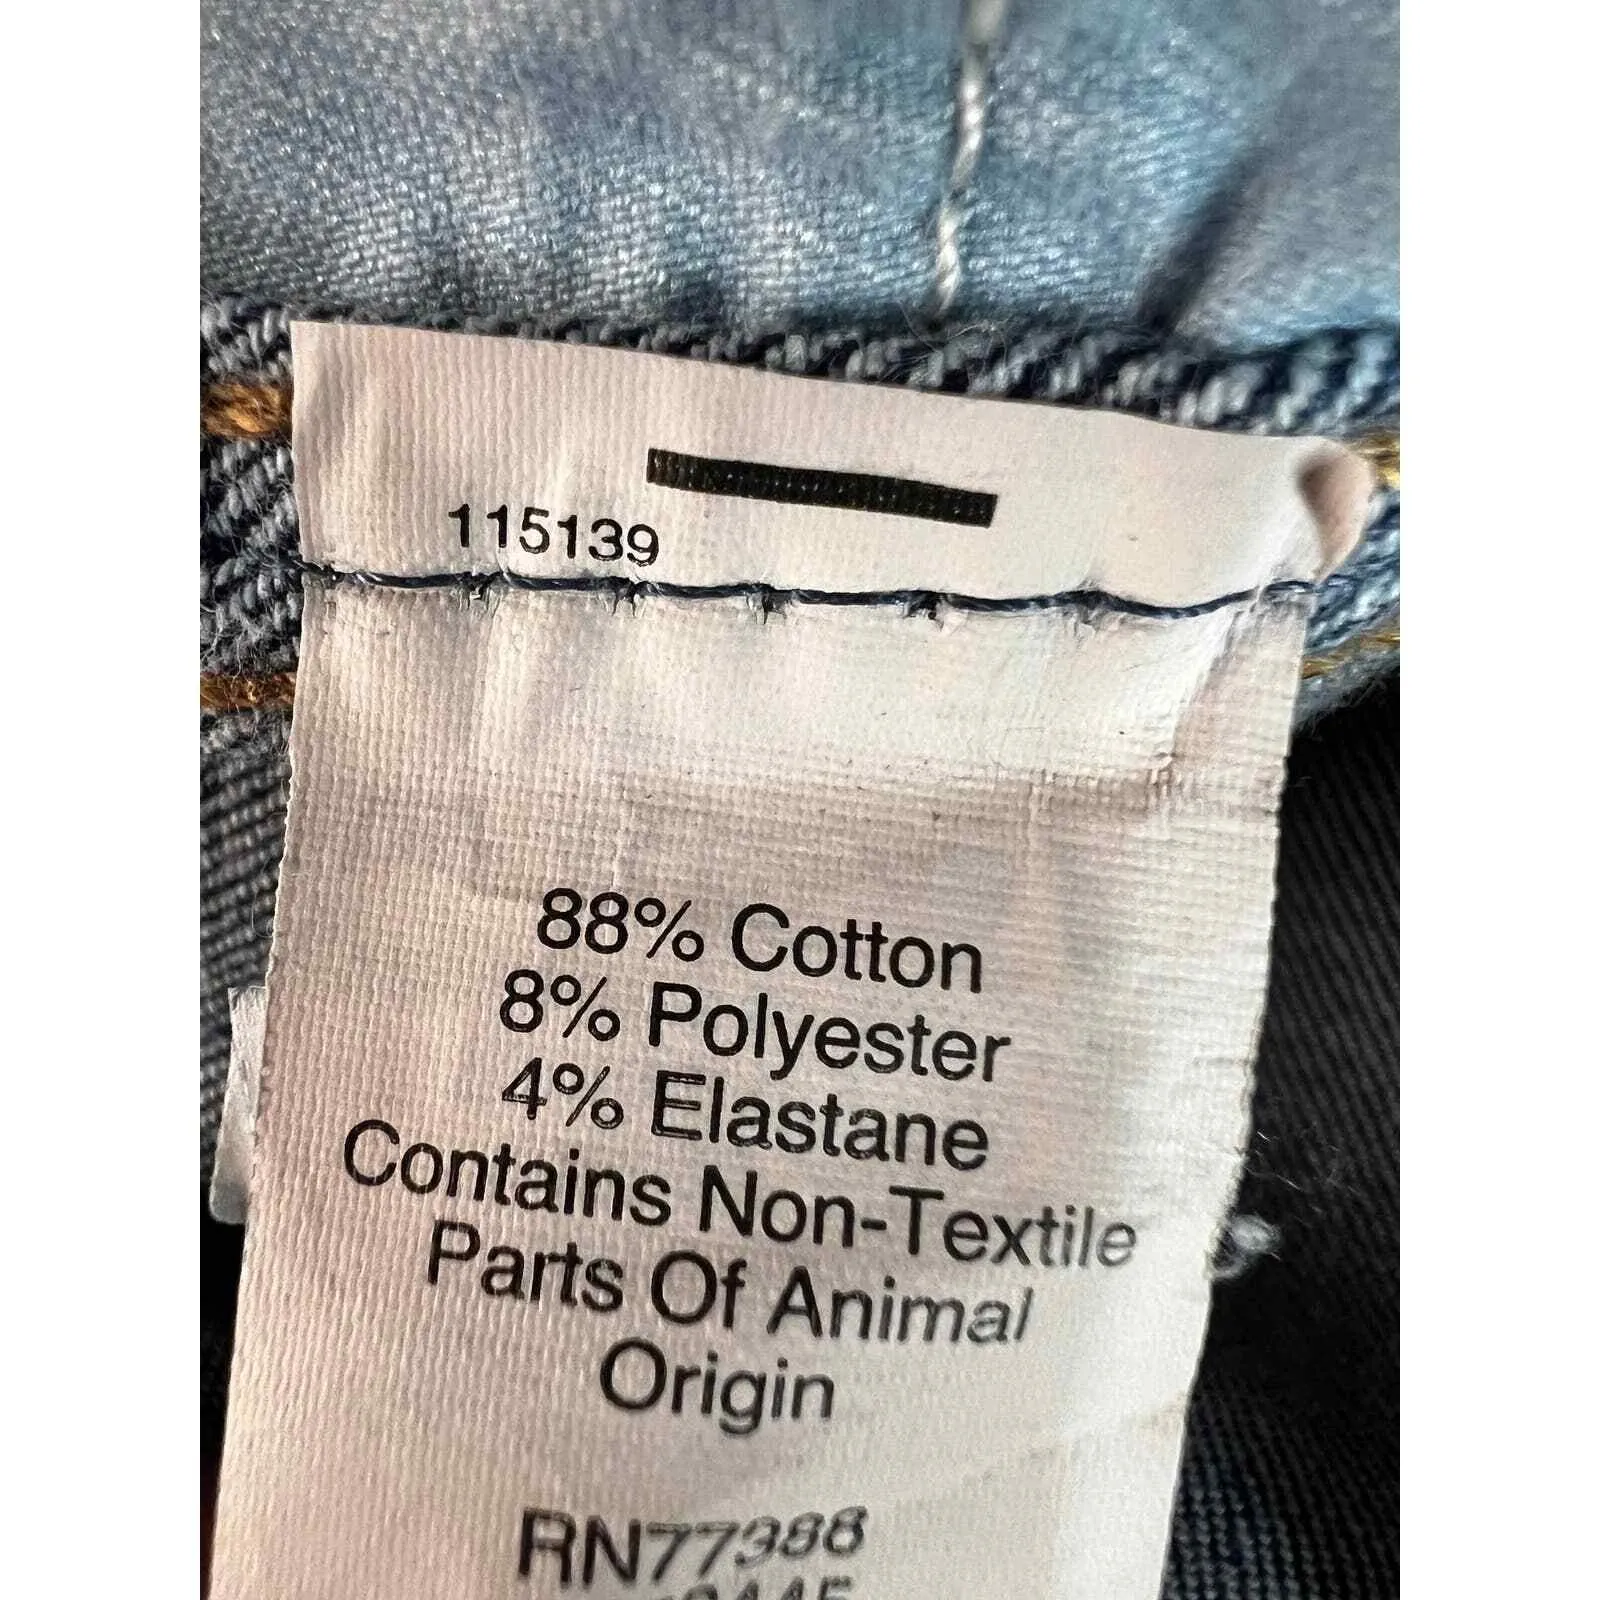 115139
88% Cotton
8% Polyester
4% Elastane
Contains Non-Textile
Parts Of Animal
Origin
RN77388